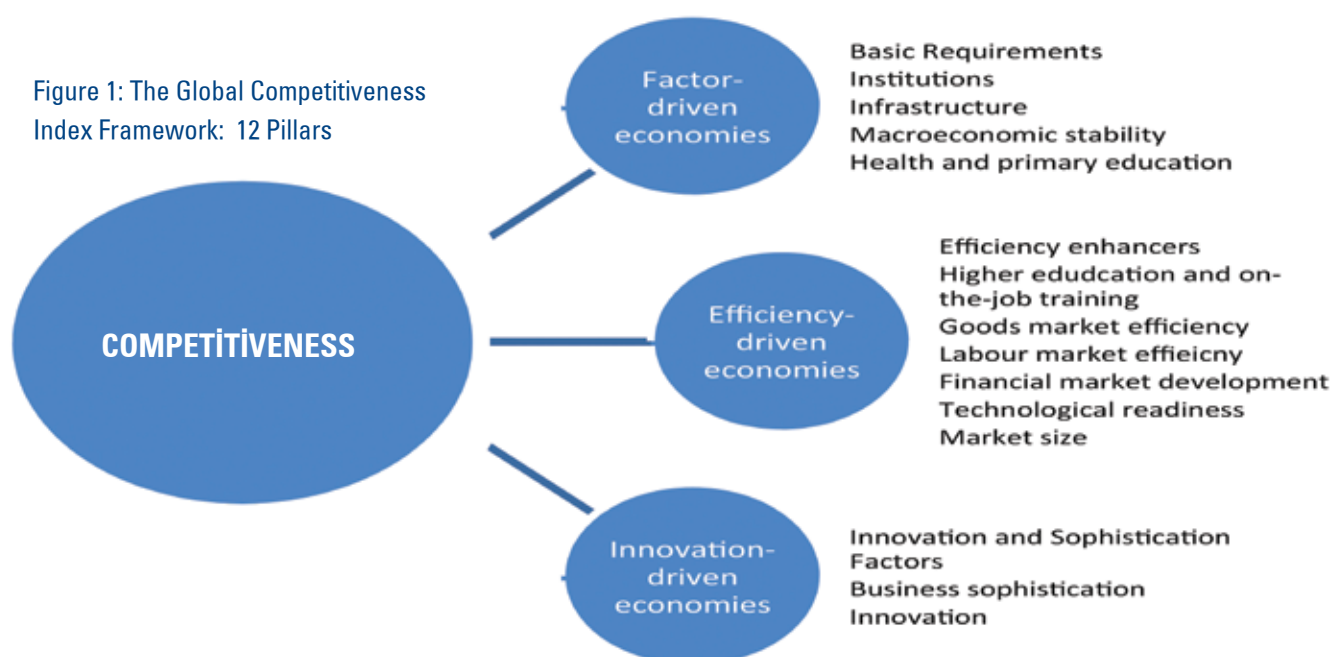 Figure 1: The Global Competitiveness
Index Framework: 12 Pillars
COMPETİTİVENESS
Factor-
driven
economies
Basic Requirements
Institutions
Infrastructure
Macroeconomic stability
Health and primary education
Efficiency-
driven
economies
Efficiency enhancers
Higher edudcation and on-
the-job training
Goods market efficiency
Labour market effieicny
Financial market development
Technological readiness
Market size
Innovation-
driven
economies
Innovation and Sophistication
Factors
Business sophistication
Innovation